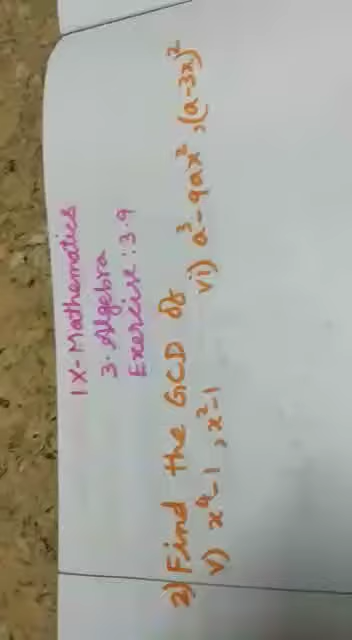 IX-Mathematics
3. Algebra
Exercise: 3.9
2) Find the GCD of
v) x⁴-1, x²-1 vi) a³-9ax², (a-3x)²